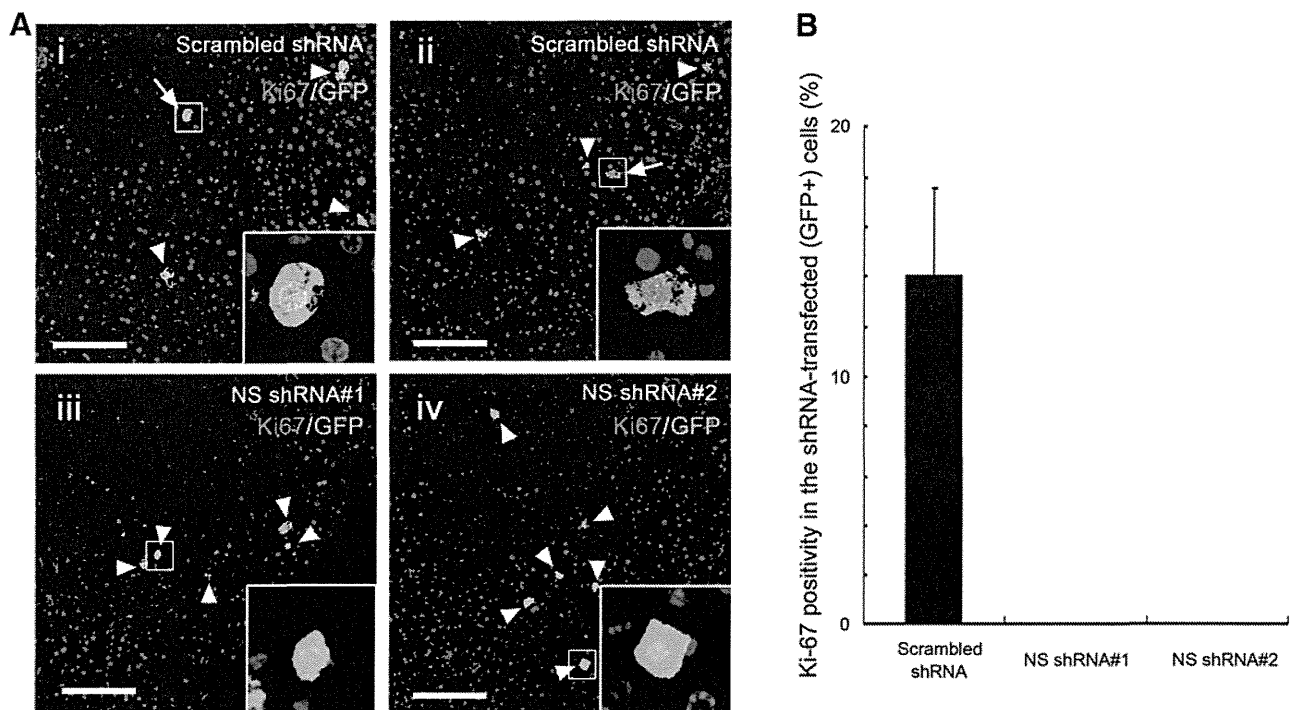 A
i
Scrambled shRNA
Ki67/GFP
ii
Scrambled shRNA
Ki67/GFP
iii
NS shRNA#1
Ki67/GFP
iv
NS shRNA#2
Ki67/GFP
B
Ki-67 positivity in the shRNA-transfected (GFP+) cells (%)
20
10
0
Scrambled
shRNA
NS shRNA#1
NS shRNA#2